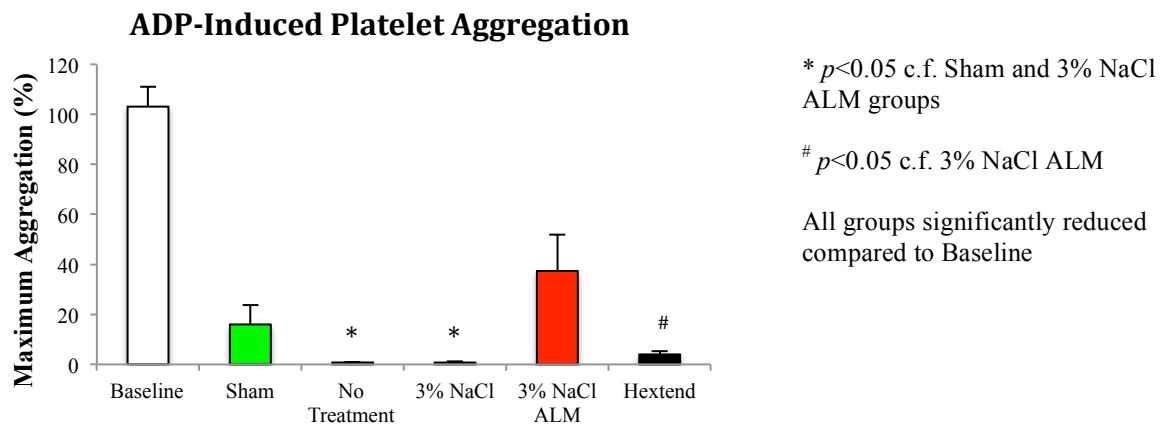 ADP-Induced Platelet Aggregation
Maximum Aggregation (%)
120
100
80
60
40
20
0
*
*
#
Baseline
Sham
No
Treatment
3% NaCl
3% NaCl
ALM
Hextend
* p<0.05 c.f. Sham and 3% NaCl
ALM groups
# p<0.05 c.f. 3% NaCl ALM
All groups significantly reduced
compared to Baseline